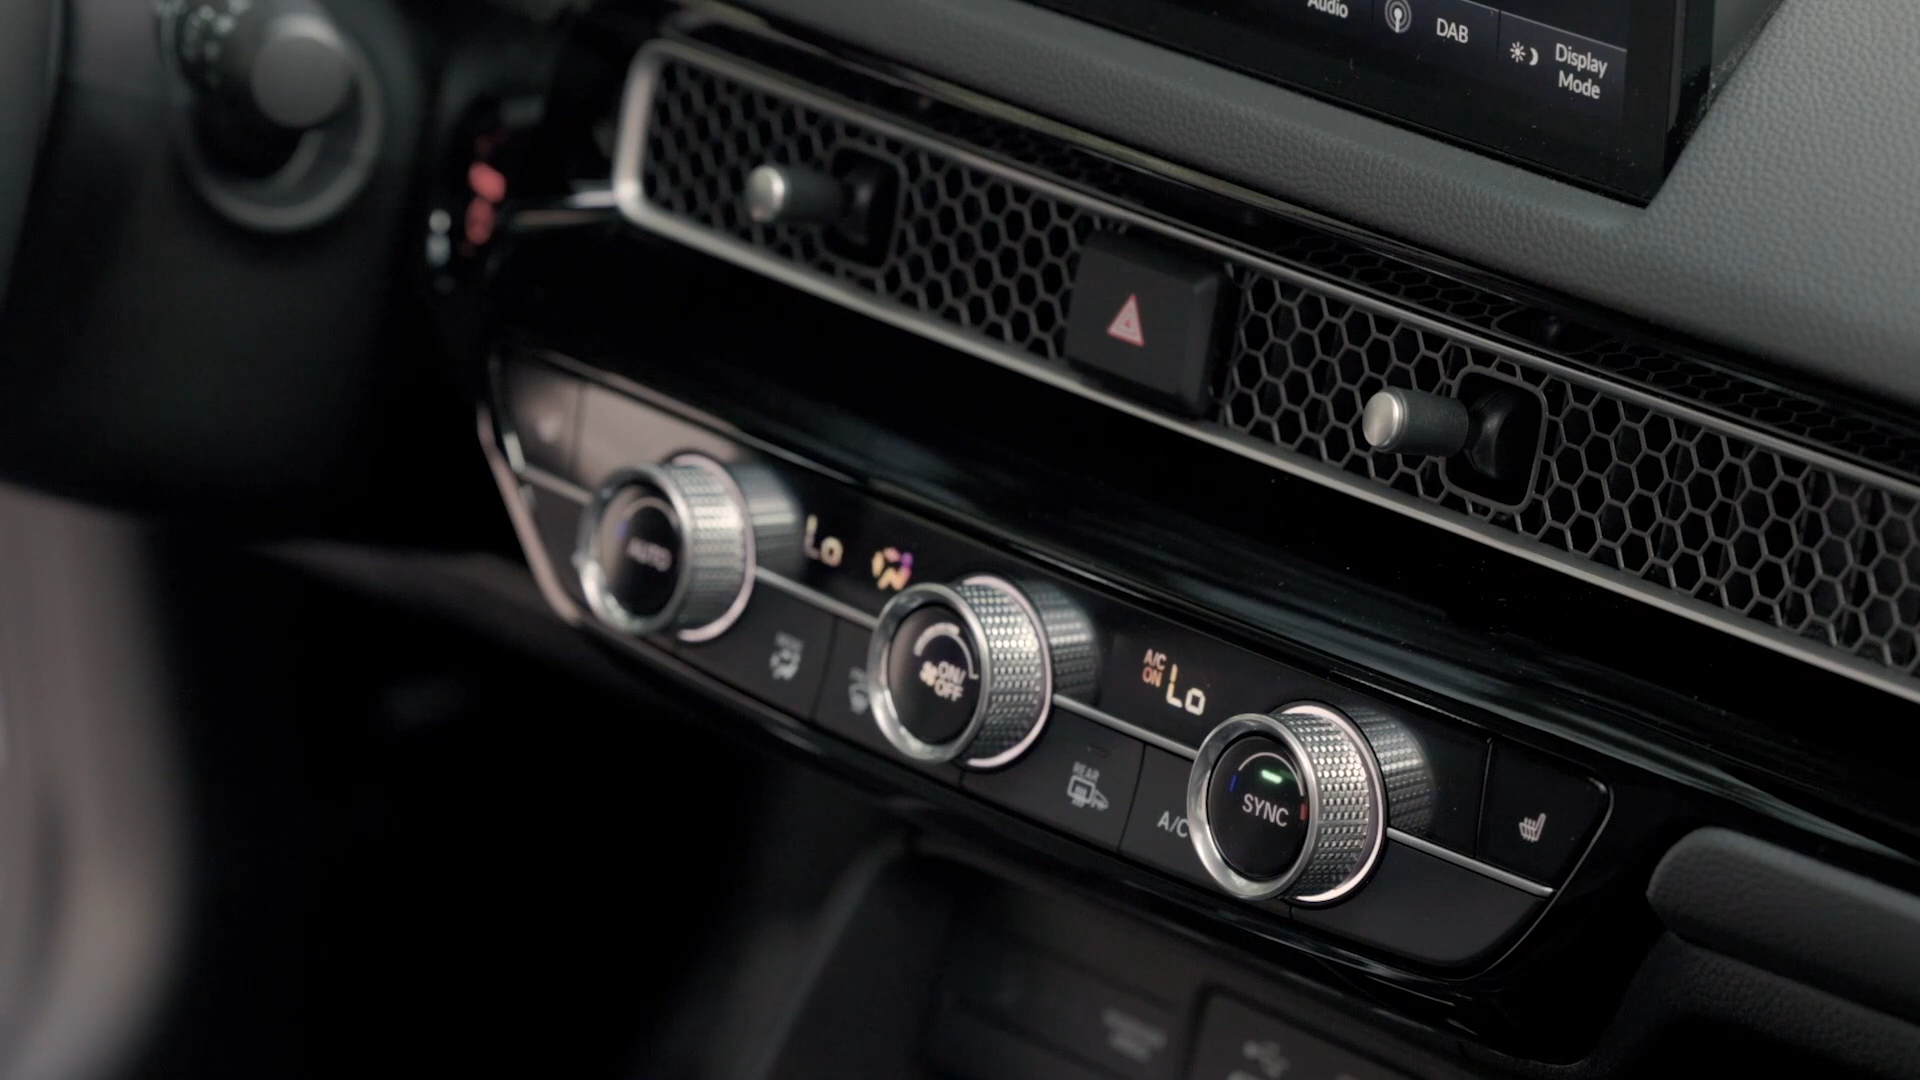 Audio
DAB
Display
Mode
AUTO
Lo
ON/
OFF
A/C
ON
Lo
REAR
A/C
SYNC